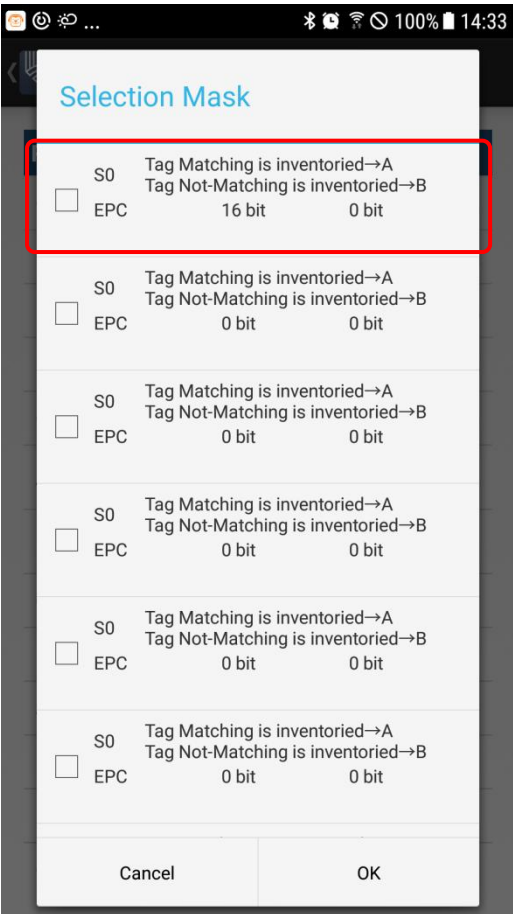 ... 100% 14:33
Selection Mask
S0 Tag Matching is inventoried→A
Tag Not-Matching is inventoried→B
EPC 16 bit 0 bit
S0 Tag Matching is inventoried→A
Tag Not-Matching is inventoried→B
EPC 0 bit 0 bit
S0 Tag Matching is inventoried→A
Tag Not-Matching is inventoried→B
EPC 0 bit 0 bit
S0 Tag Matching is inventoried→A
Tag Not-Matching is inventoried→B
EPC 0 bit 0 bit
S0 Tag Matching is inventoried→A
Tag Not-Matching is inventoried→B
EPC 0 bit 0 bit
S0 Tag Matching is inventoried→A
Tag Not-Matching is inventoried→B
EPC 0 bit 0 bit
Cancel OK